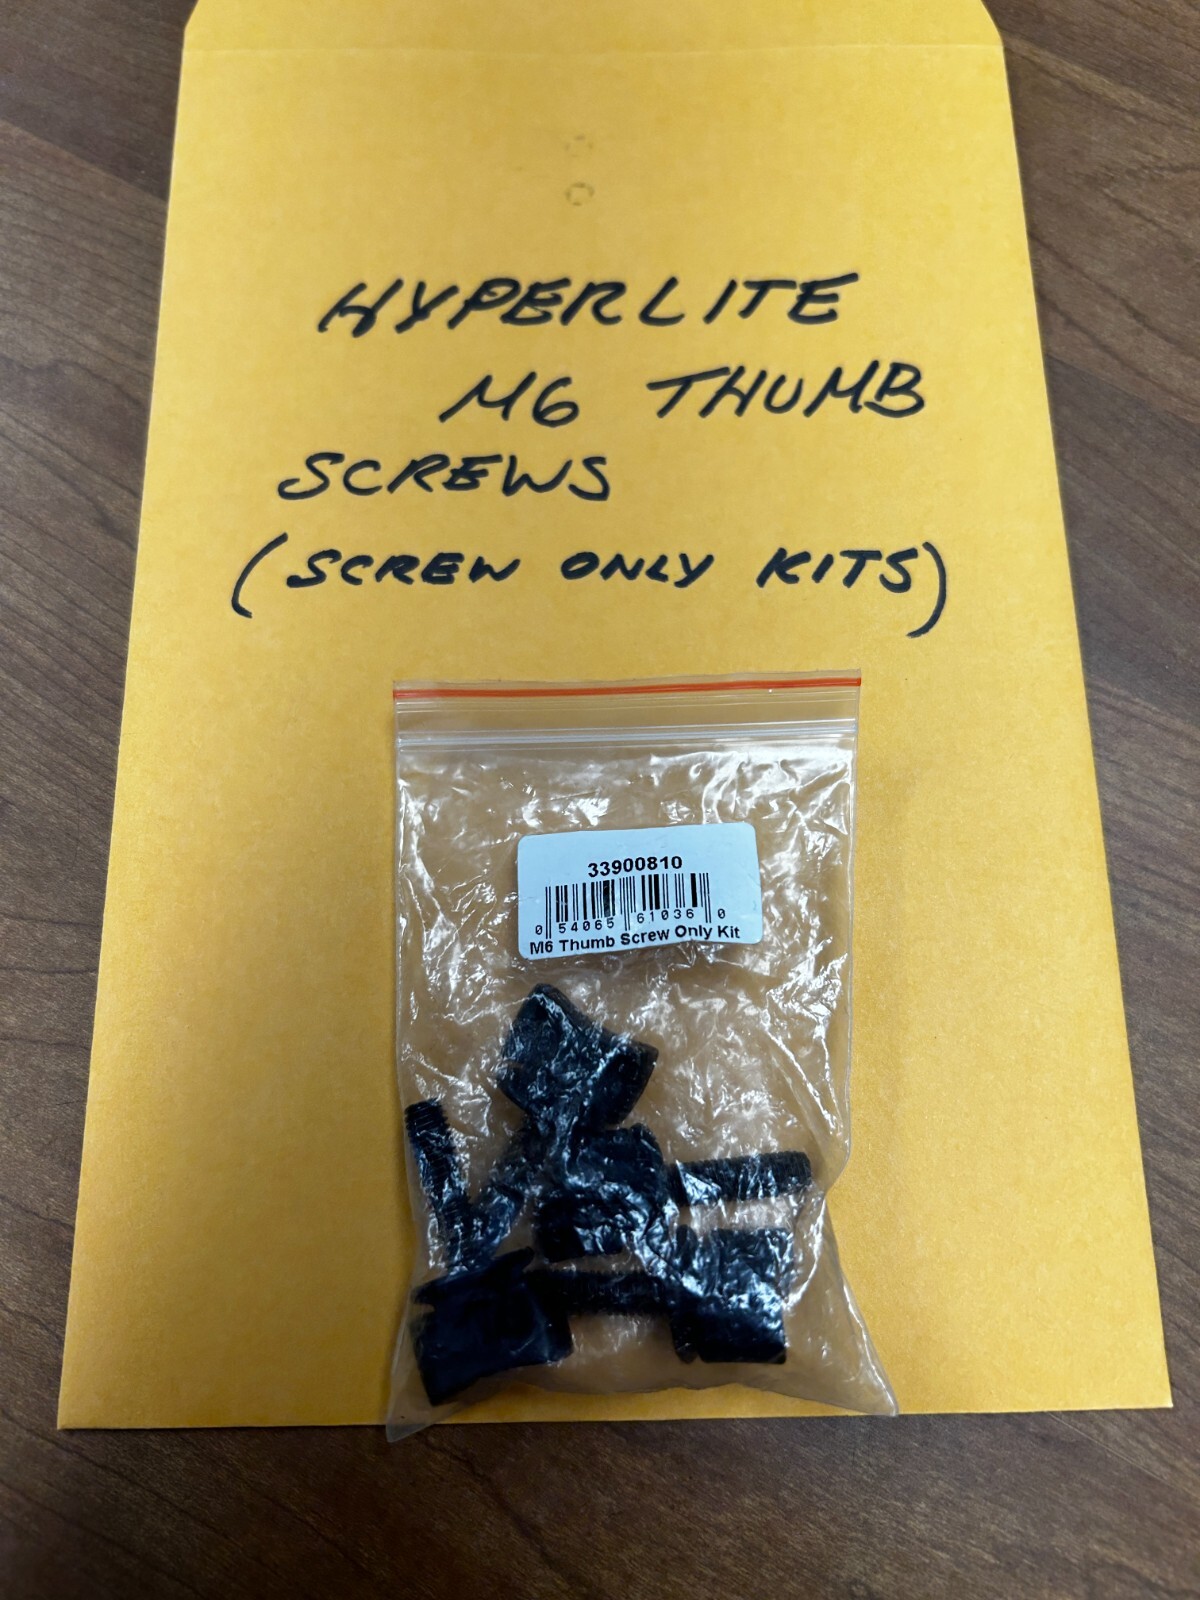 HYPERLITE
M6 THUMB
SCREWS
(SCREW ONLY KITS)
33900810
0 54065 61036 0
M6 Thumb Screw Only Kit